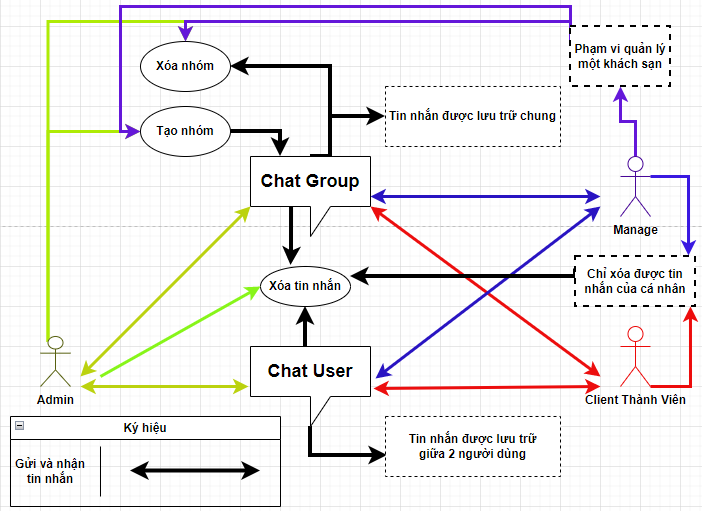 Xóa nhóm
Phạm vi quản lý
một khách sạn
Tạo nhóm
Tin nhắn được lưu trữ chung
Chat Group
Manage
Xóa tin nhắn
Chỉ xóa được tin
nhắn của cá nhân
Chat User
Admin
Client Thành Viên
Ký hiệu
Gửi và nhận
tin nhắn
Tin nhắn được lưu trữ
giữa 2 người dùng